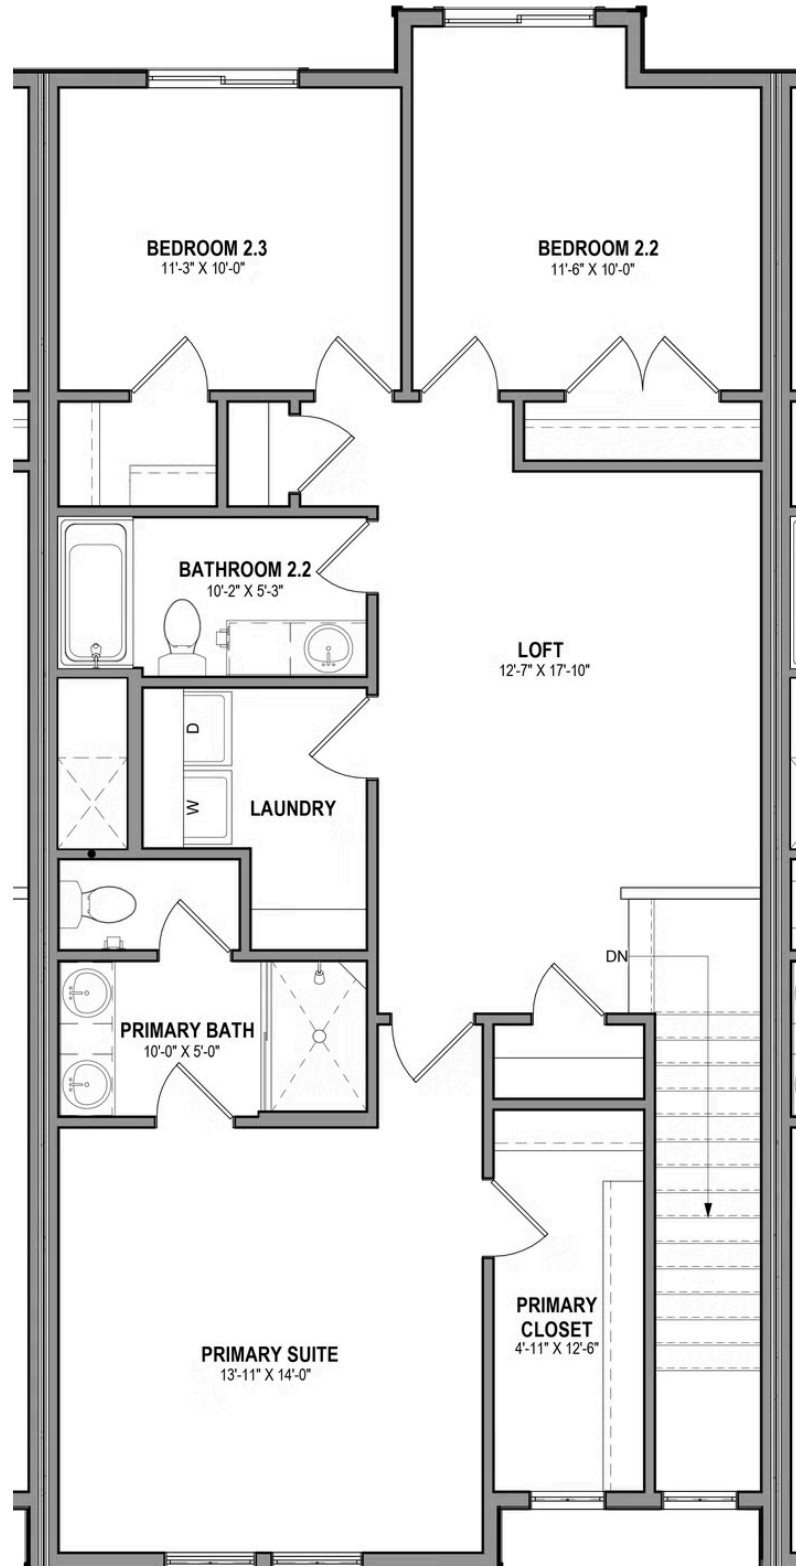 BEDROOM 2.3
11'-3" X 10'-0"
BEDROOM 2.2
11'-6" X 10'-0"
BATHROOM 2.2
10'-2" X 5'-3"
LOFT
12'-7" X 17'-10"
D
W
LAUNDRY
DN
PRIMARY BATH
10'-0" X 5'-0"
PRIMARY
CLOSET
4'-11" X 12'-6"
PRIMARY SUITE
13'-11" X 14'-0"